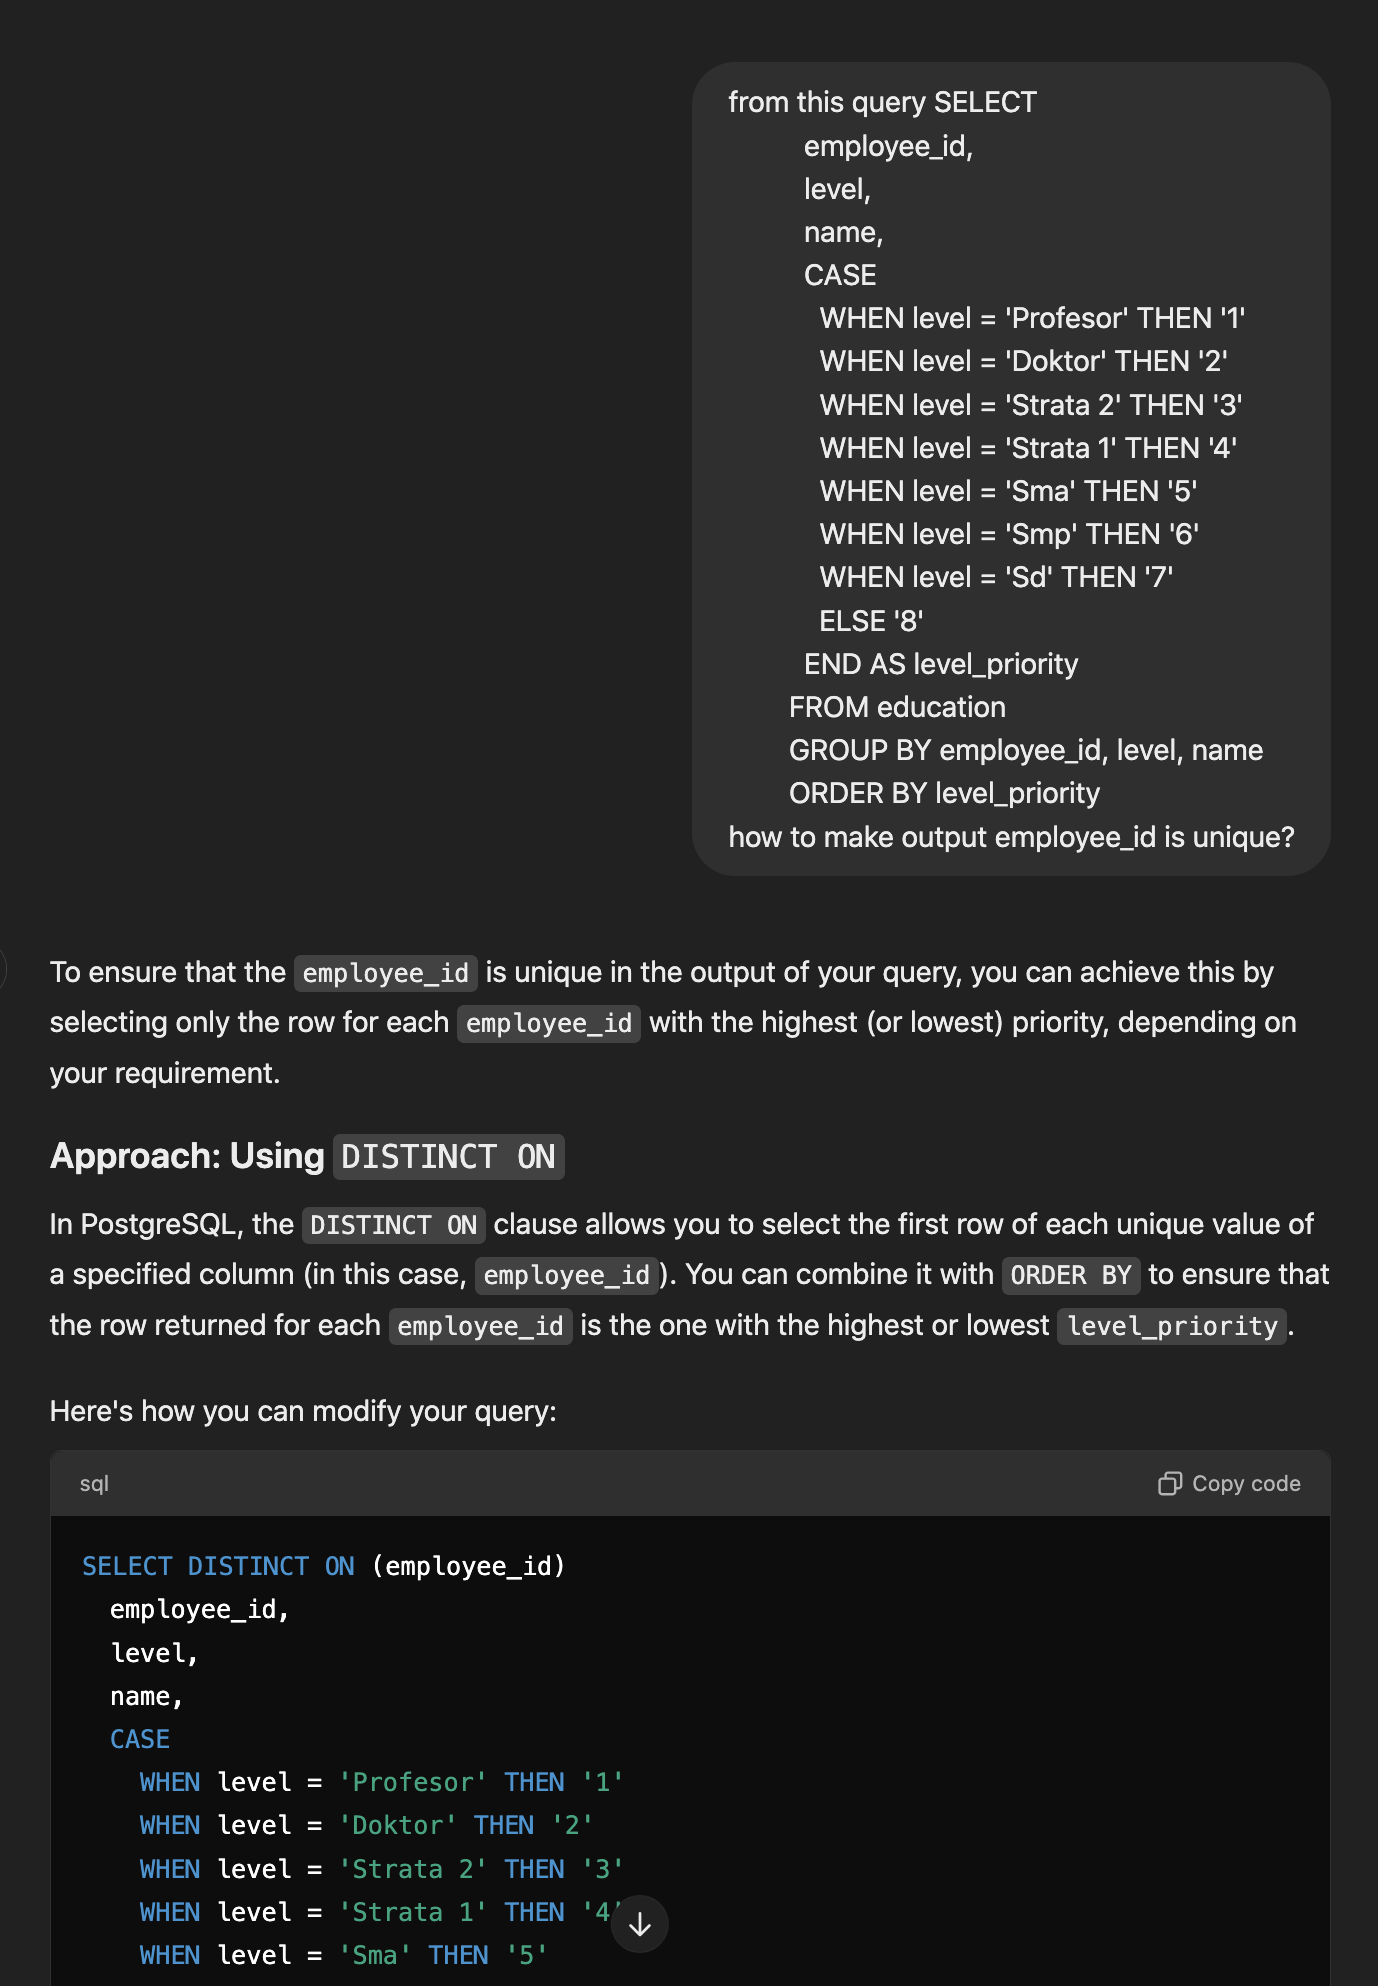 from this query SELECT
employee_id,
level,
name,
CASE
WHEN level = 'Profesor' THEN '1'
WHEN level = 'Doktor' THEN '2'
WHEN level = 'Strata 2' THEN '3'
WHEN level = 'Strata 1' THEN '4'
WHEN level = 'Sma' THEN '5'
WHEN level = 'Smp' THEN '6'
WHEN level = 'Sd' THEN '7'
ELSE '8'
END AS level_priority
FROM education
GROUP BY employee_id, level, name
ORDER BY level_priority
how to make output employee_id is unique?
To ensure that the employee_id is unique in the output of your query, you can achieve this by
selecting only the row for each employee_id with the highest (or lowest) priority, depending on
your requirement.
Approach: Using DISTINCT ON
In PostgreSQL, the DISTINCT ON clause allows you to select the first row of each unique value of
a specified column (in this case, employee_id). You can combine it with ORDER BY to ensure that
the row returned for each employee_id is the one with the highest or lowest level_priority.
Here's how you can modify your query:
sql
Copy code
SELECT DISTINCT ON (employee_id)
employee_id,
level,
name,
CASE
WHEN level = 'Profesor' THEN '1'
WHEN level = 'Doktor' THEN '2'
WHEN level = 'Strata 2' THEN '3'
WHEN level = 'Strata 1' THEN '4'
WHEN level = 'Sma' THEN '5'